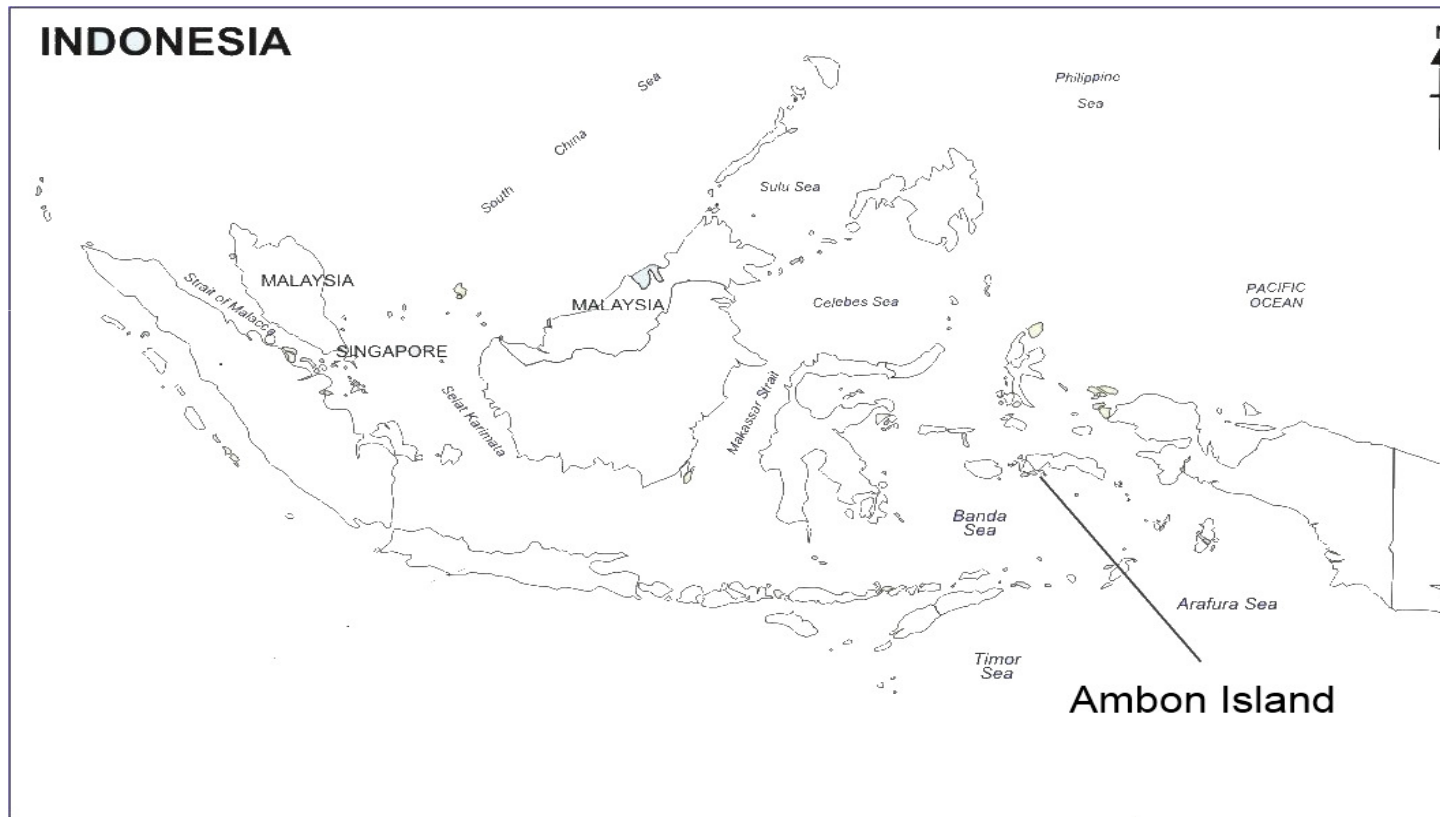 INDONESIA
N
South China Sea
Philippine
Sea
Sulu Sea
MALAYSIA
Strait of Malacca
MALAYSIA
Celebes Sea
PACIFIC
OCEAN
SINGAPORE
Selat Karimata
Makassar Strait
Banda
Sea
Arafura Sea
Timor
Sea
Ambon Island